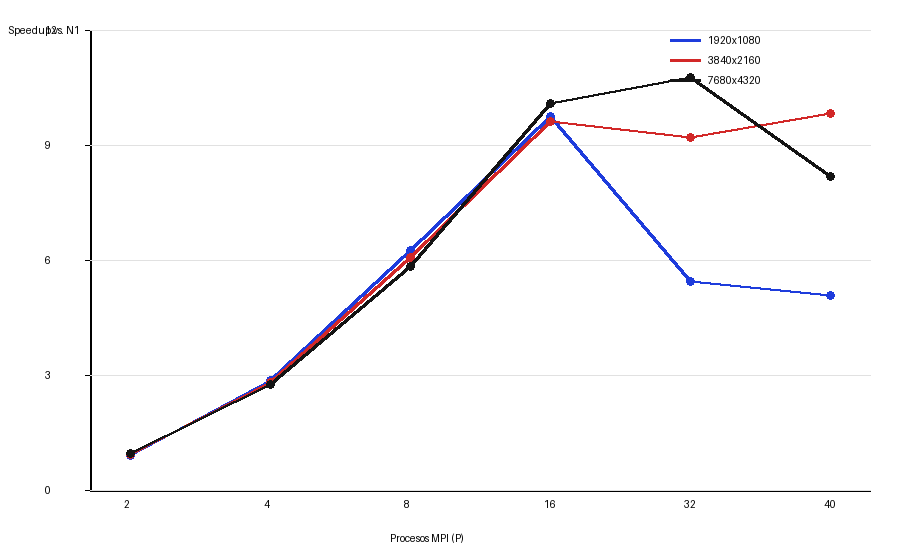 Speedup vs. N1
12
1920x1080
3840x2160
7680x4320
9
6
3
0
2 4 8 16 32 40
Procesos MPI (P)